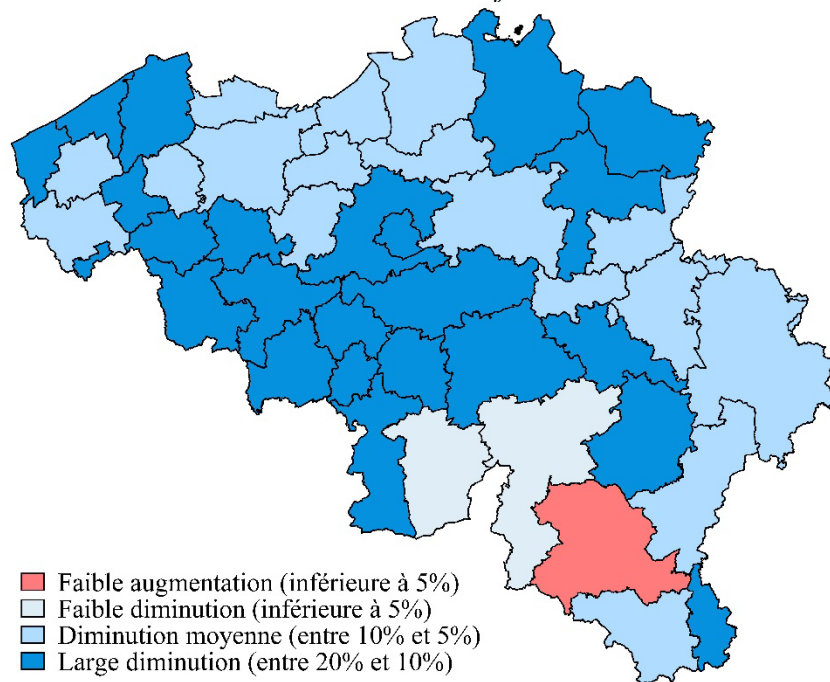 Faible augmentation (inférieure à 5%)
Faible diminution (inférieure à 5%)
Diminution moyenne (entre 10% et 5%)
Large diminution (entre 20% et 10%)